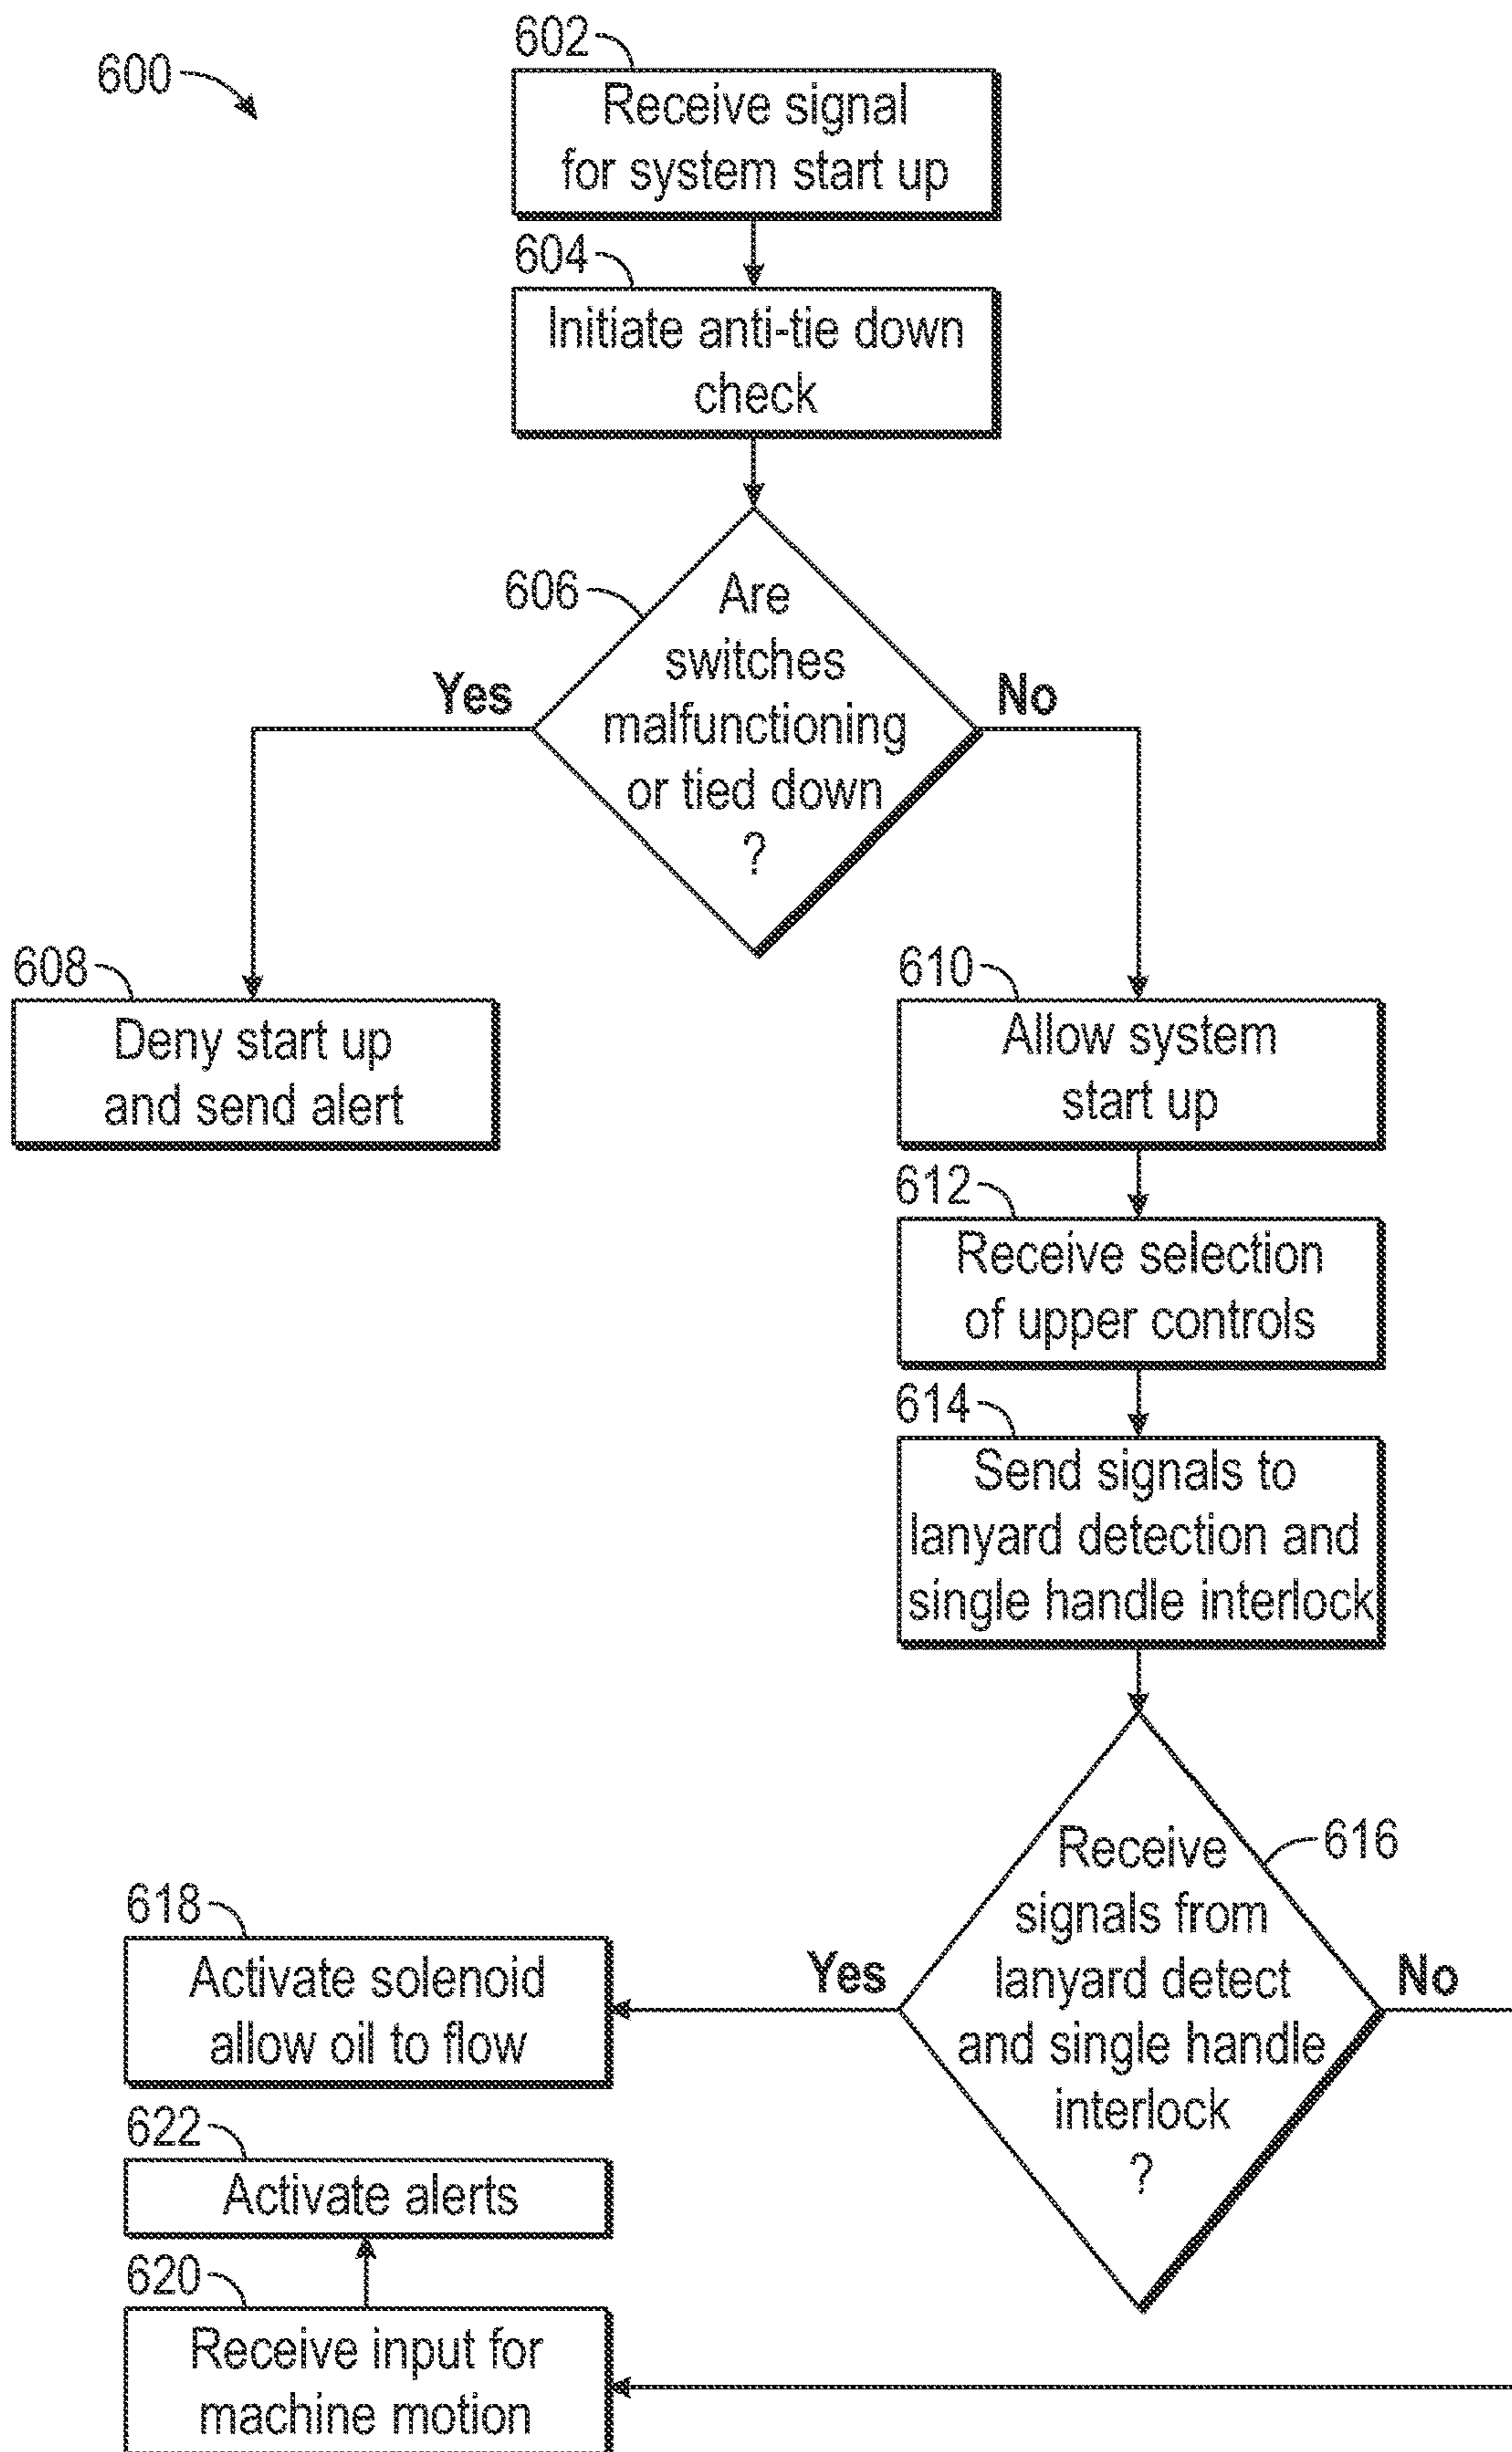 600
602
Receive signal
for system start up
604
Initiate anti-tie down
check
606
Are
switches
malfunctioning
or tied down
?
Yes
No
608
Deny start up
and send alert
610
Allow system
start up
612
Receive selection
of upper controls
614
Send signals to
lanyard detection and
single handle interlock
616
Receive
signals from
lanyard detect
and single handle
interlock
?
Yes
No
618
Activate solenoid
allow oil to flow
622
Activate alerts
620
Receive input for
machine motion